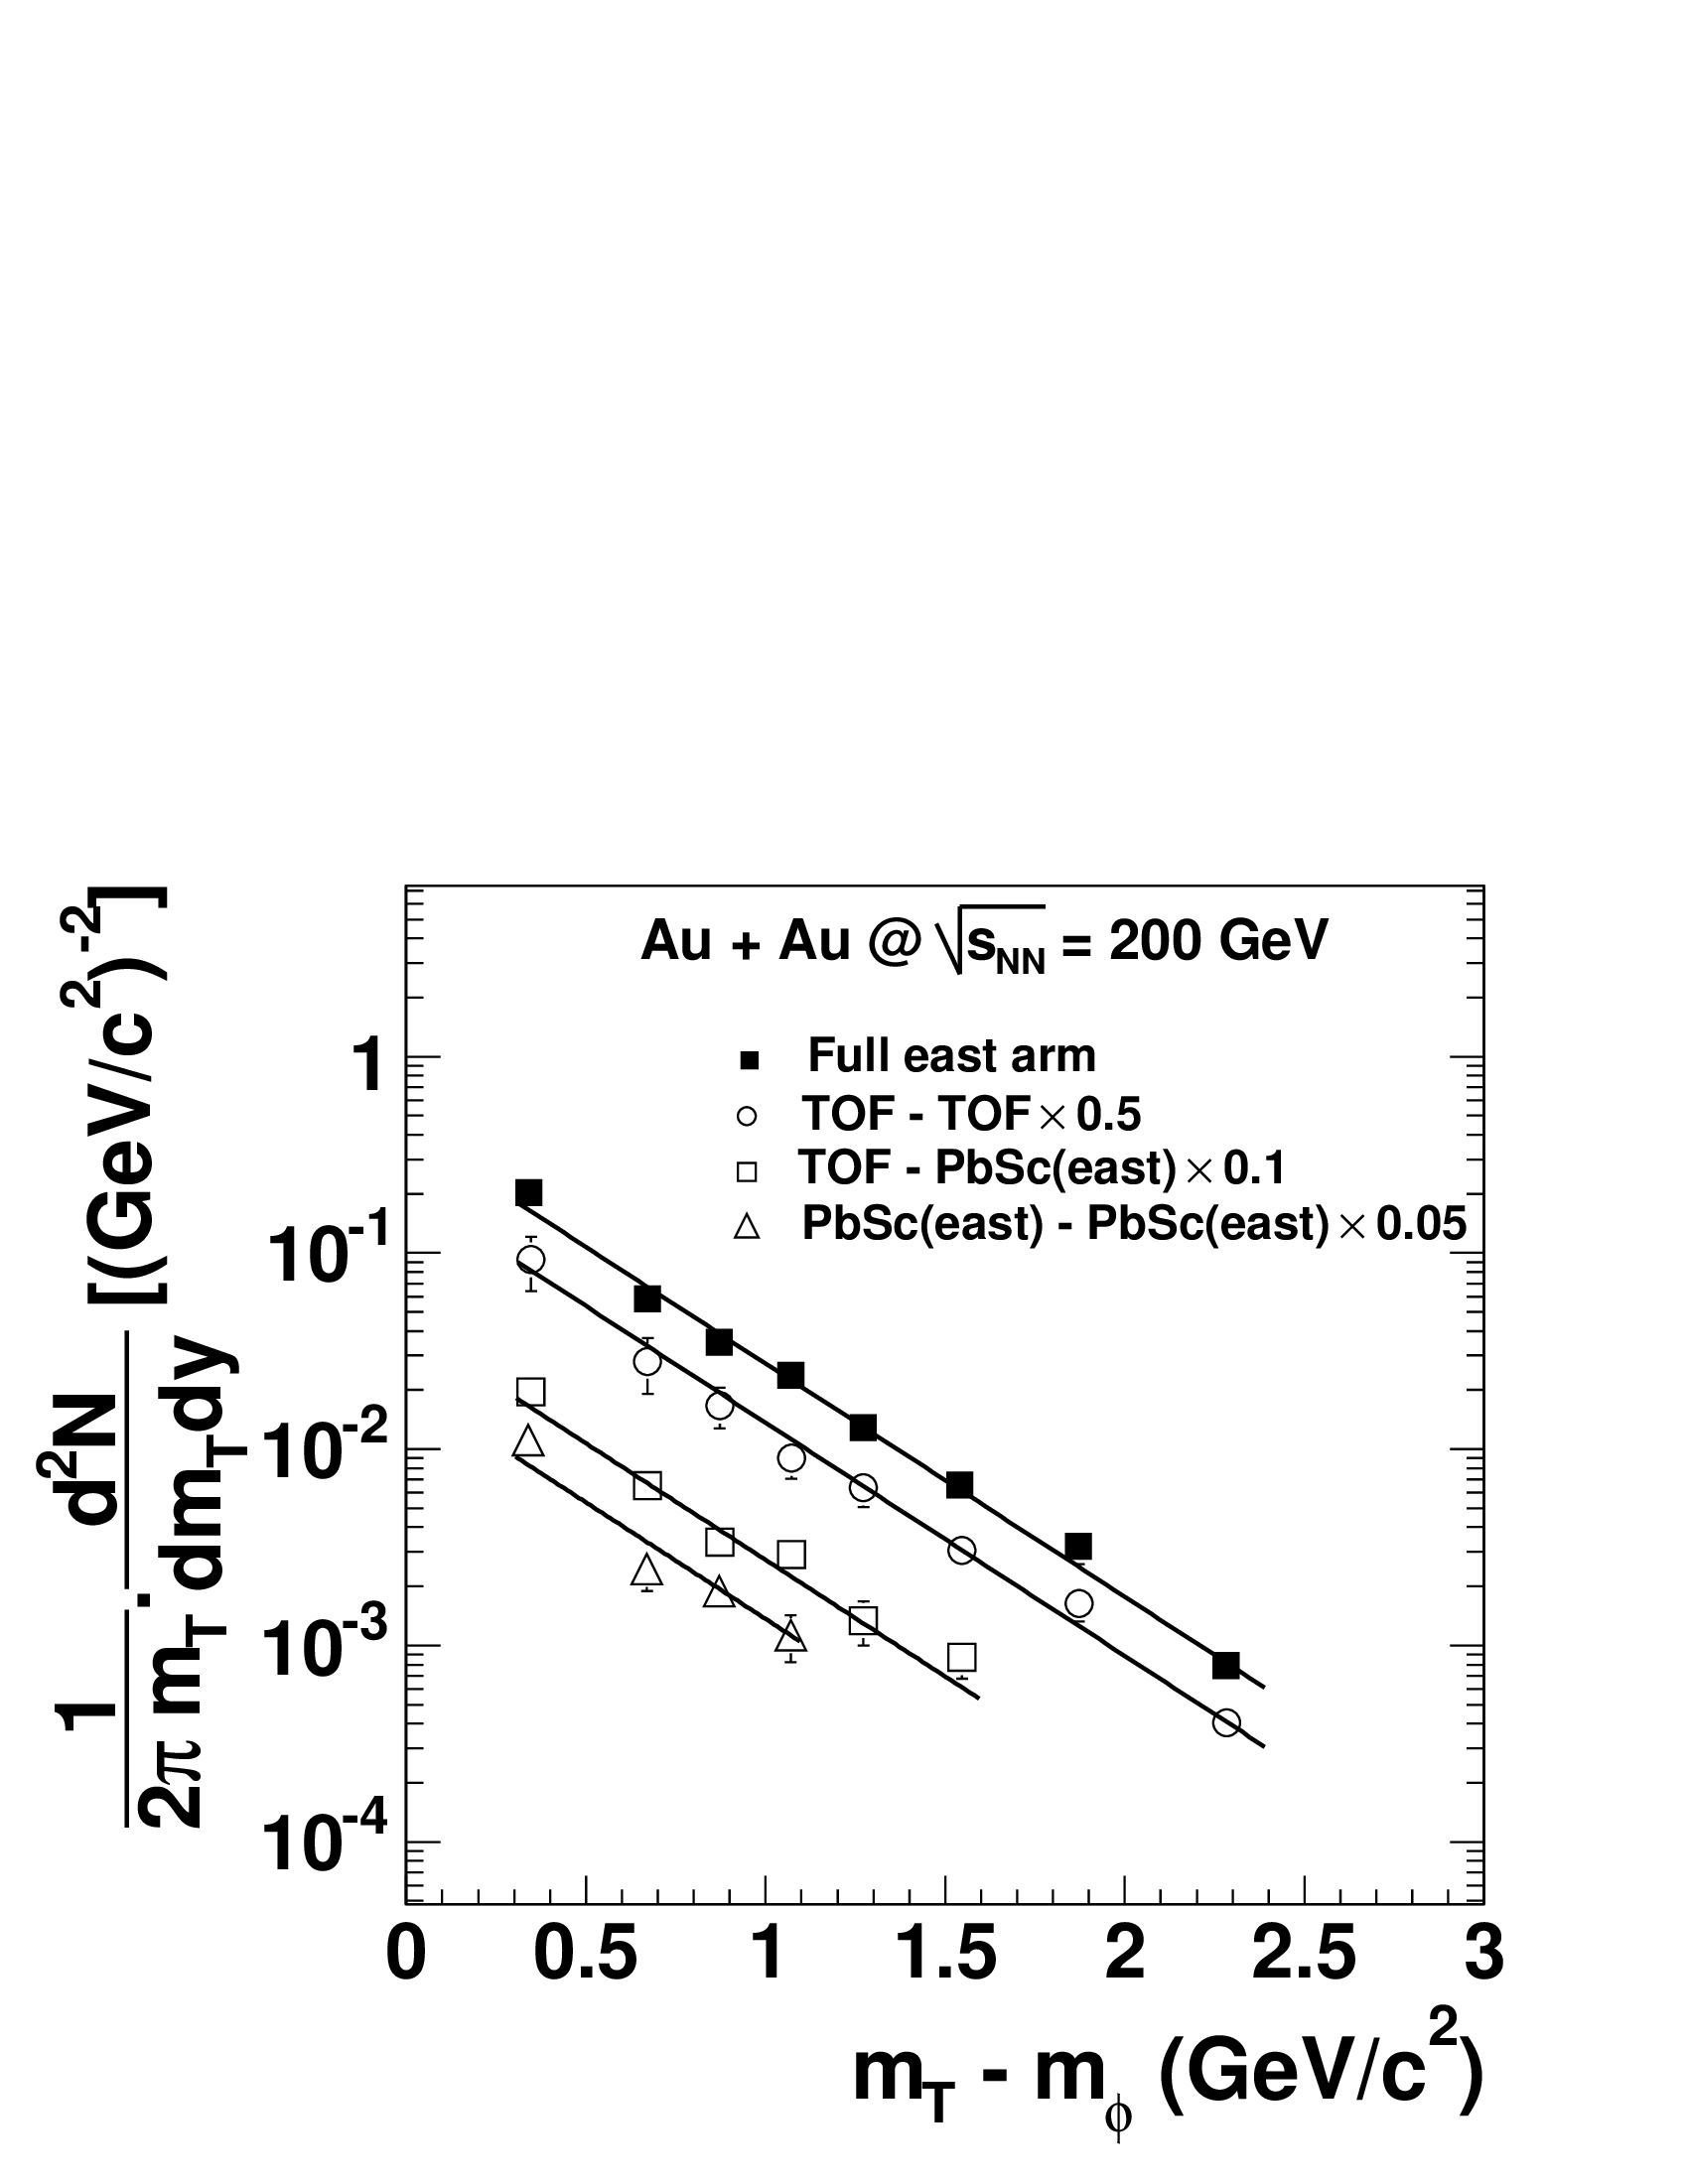 Au + Au @ √sNN = 200 GeV
Full east arm
TOF - TOF × 0.5
TOF - PbSc(east) × 0.1
PbSc(east) - PbSc(east) × 0.05
1/(2π mT) · d²N/(dmT dy) [(GeV/c²)⁻²]
1
10⁻¹
10⁻²
10⁻³
10⁻⁴
0 0.5 1 1.5 2 2.5 3
mT - mϕ (GeV/c²)